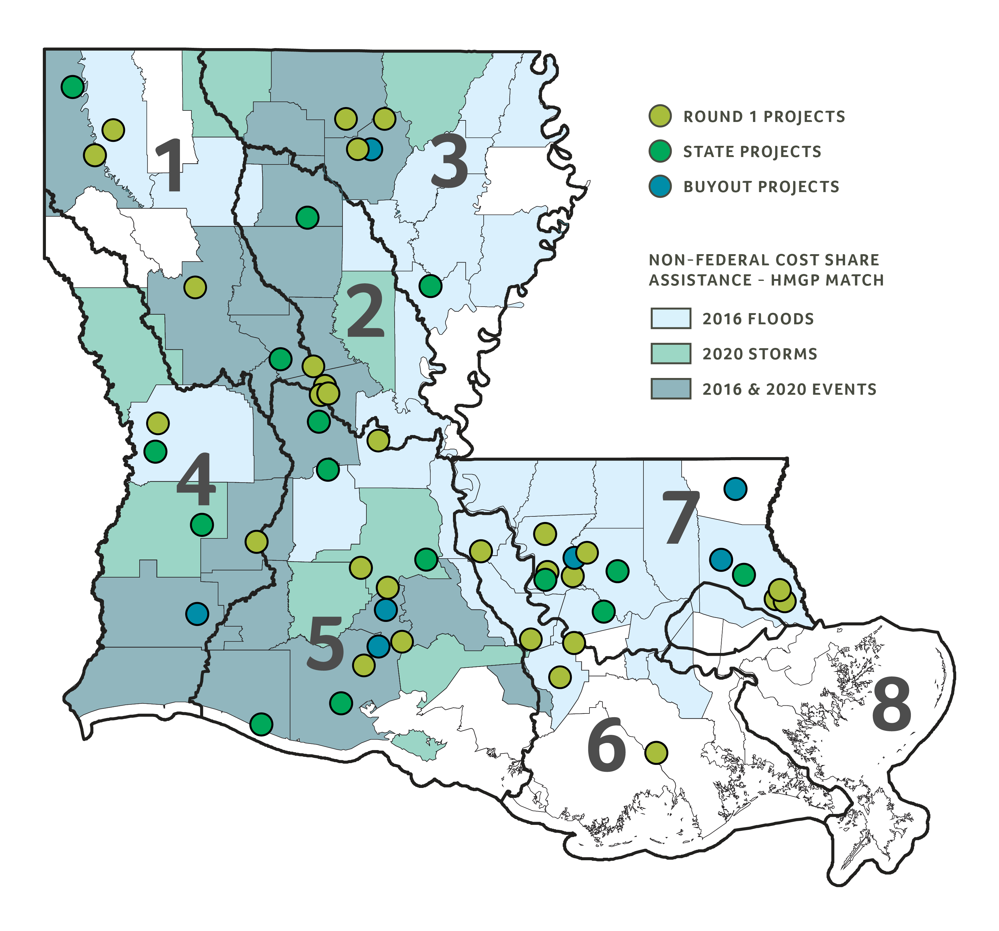 ROUND 1 PROJECTS
STATE PROJECTS
BUYOUT PROJECTS
NON-FEDERAL COST SHARE
ASSISTANCE - HMGP MATCH
2016 FLOODS
2020 STORMS
2016 & 2020 EVENTS
1
3
2
4
7
5
8
6